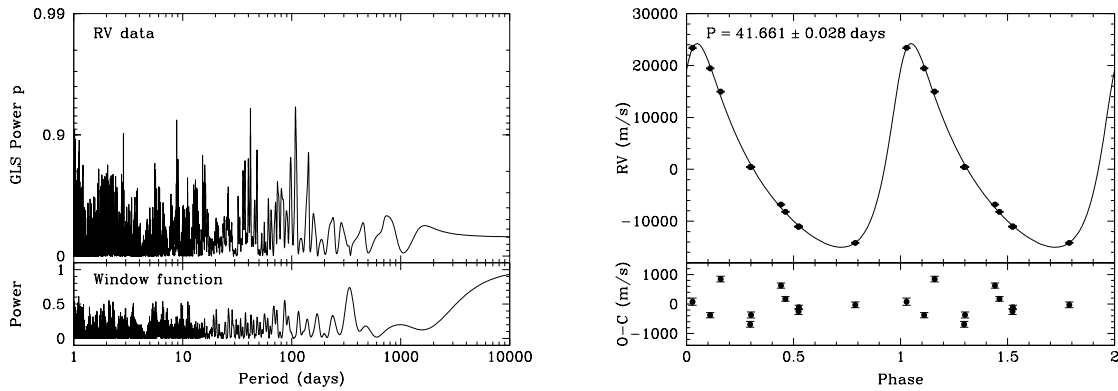 0.99
RV data
0.9
0
GLS Power p
1
Window function
0.5
0
Power
1 10 100 1000 10000
Period (days)
30000
P = 41.661 ± 0.028 days
20000
10000
0
−10000
RV (m/s)
1000
0
−1000
O−C (m/s)
0 0.5 1 1.5 2
Phase